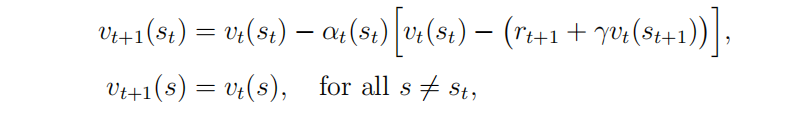 v_{t+1}(s_t) = v_t(s_t) − α_t(s_t)[v_t(s_t) − (r_{t+1} + γv_t(s_{t+1}))],
v_{t+1}(s) = v_t(s), for all s ≠ s_t,